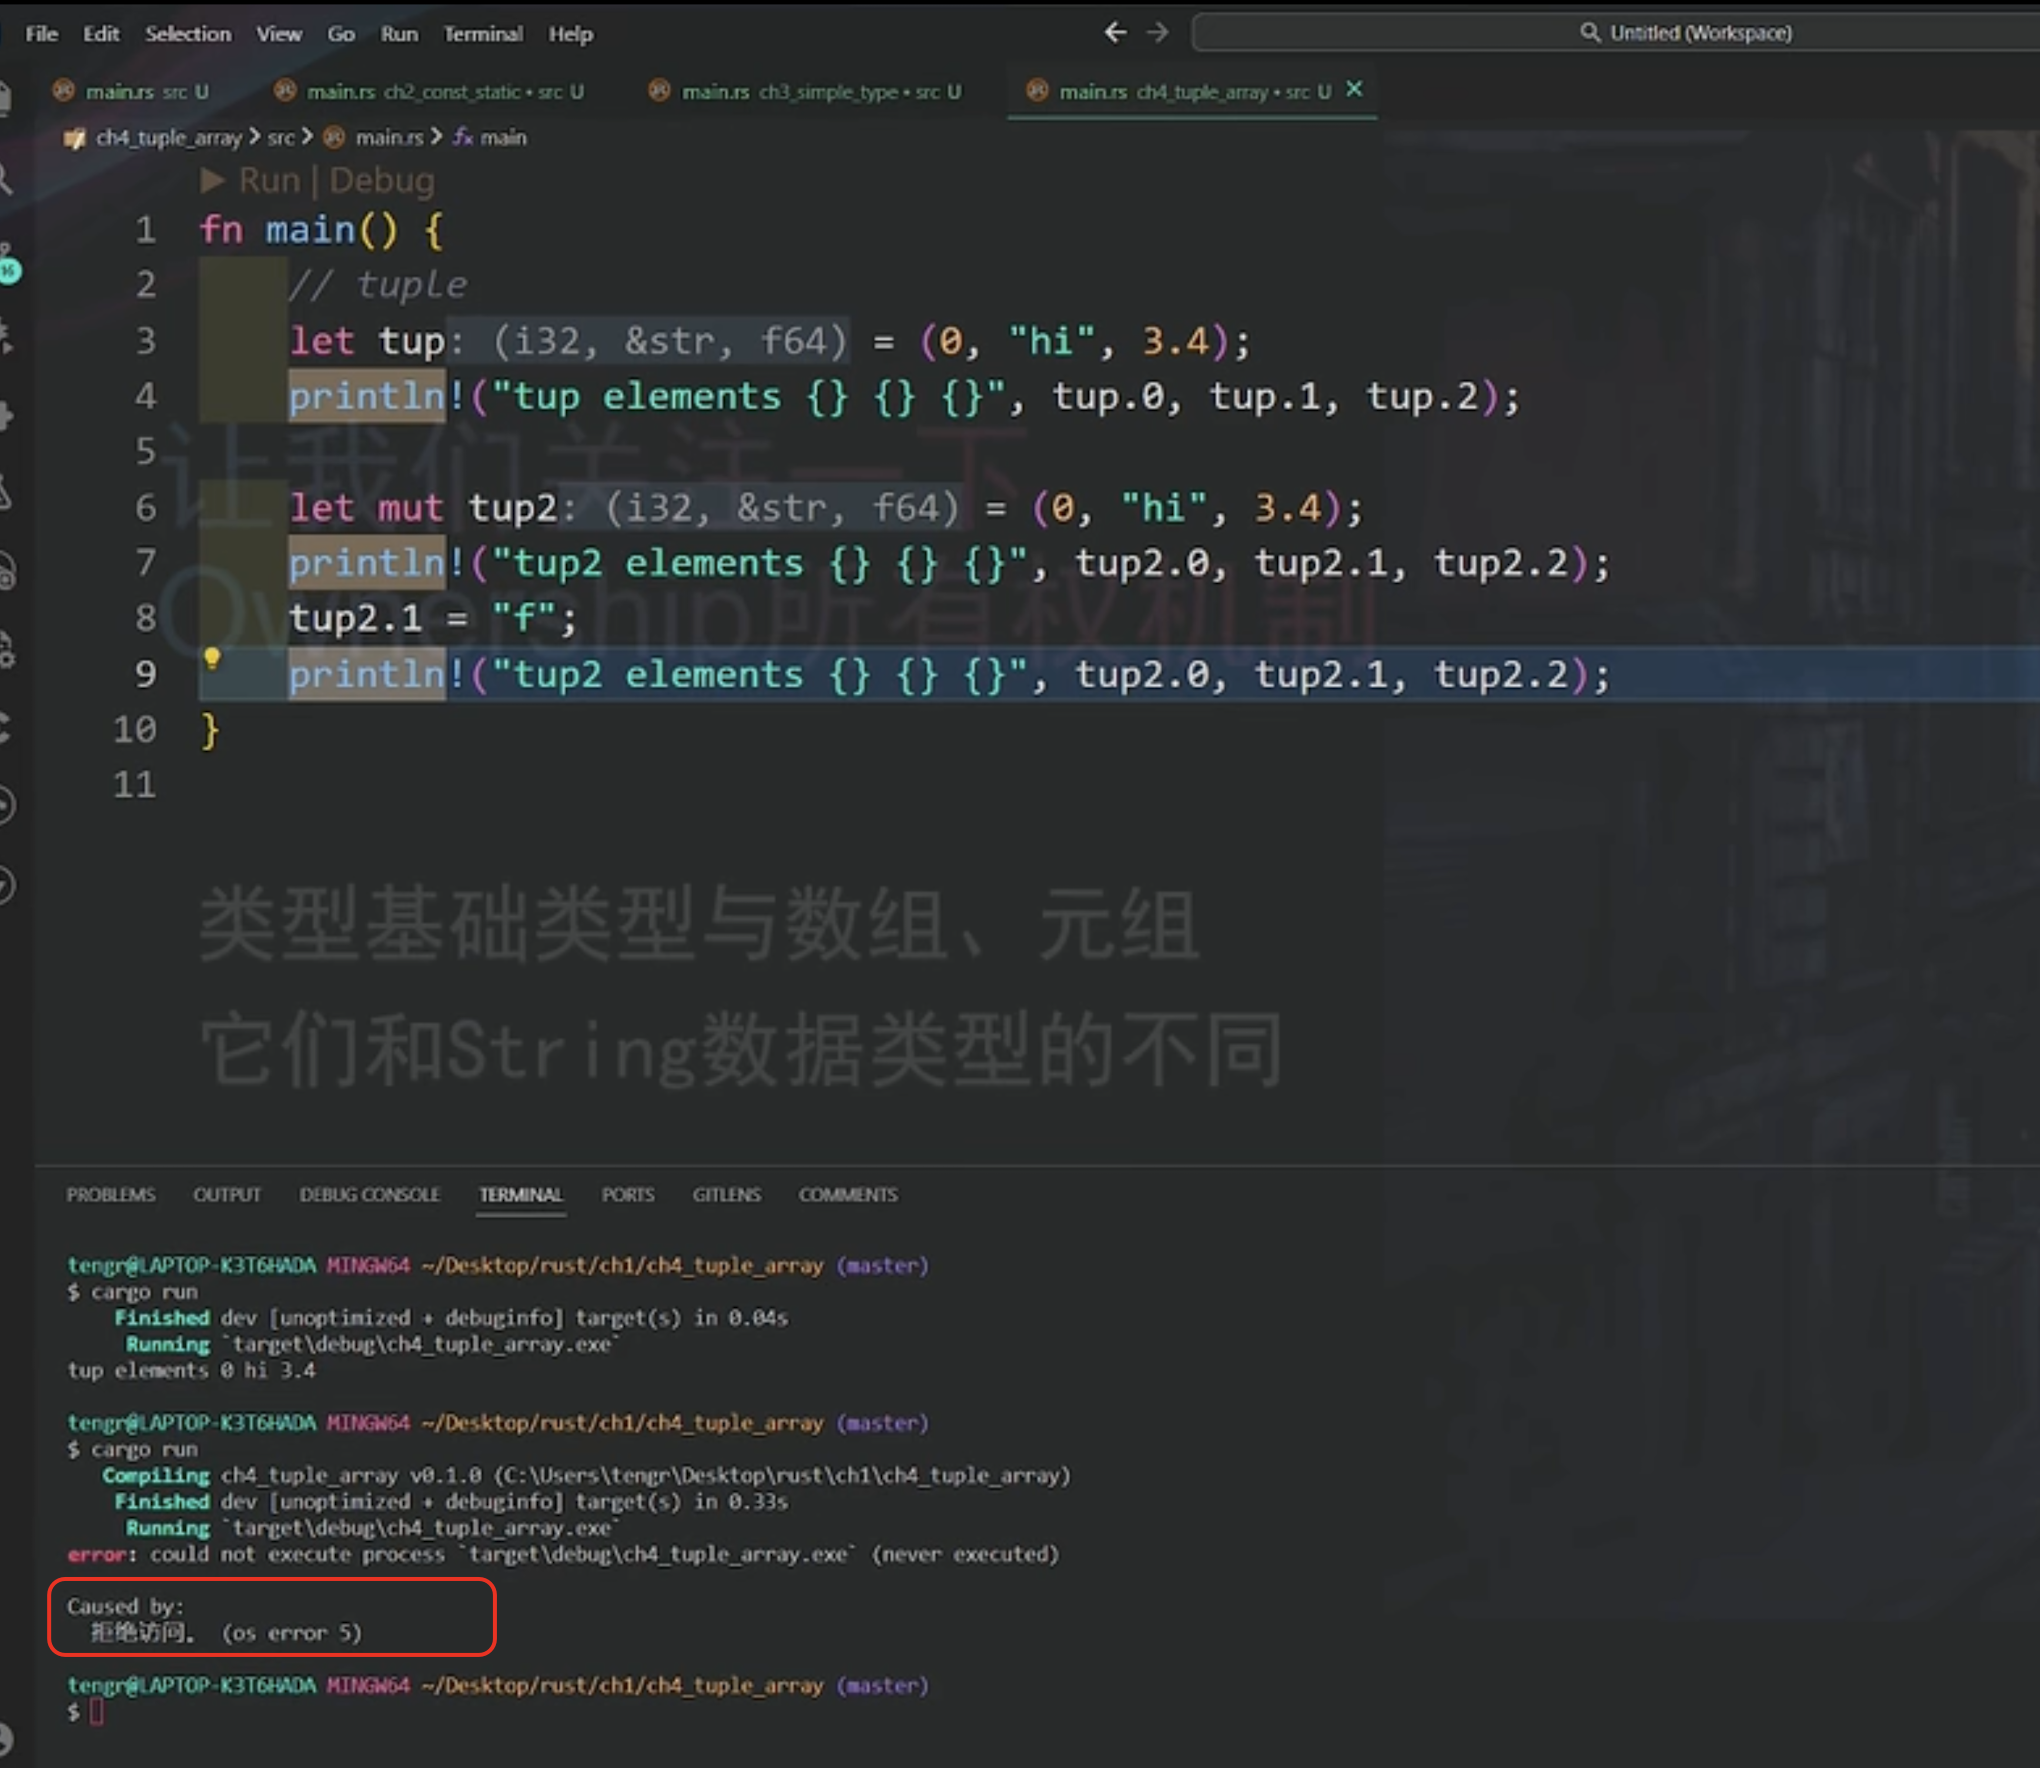 File Edit Selection View Go Run Terminal Help
Untitled (Workspace)
main.rs src U
main.rs ch2_const_static • src U
main.rs ch3_simple_type • src U
main.rs ch4_tuple_array • src U
ch4_tuple_array > src > main.rs > main
Run | Debug
1 fn main() {
2 // tuple
3 let tup: (i32, &str, f64) = (0, "hi", 3.4);
4 println!("tup elements {} {} {}", tup.0, tup.1, tup.2);
让我们关注一下
5
6 let mut tup2: (i32, &str, f64) = (0, "hi", 3.4);
7 println!("tup2 elements {} {} {}", tup2.0, tup2.1, tup2.2);
Ownership所有权机制
8 tup2.1 = "f";
9 println!("tup2 elements {} {} {}", tup2.0, tup2.1, tup2.2);
10 }
11
16
类型基础类型与数组、元组
它们和String数据类型的不同
PROBLEMS OUTPUT DEBUG CONSOLE TERMINAL PORTS GITLENS COMMENTS
tengr@LAPTOP-K3T6HADA MINGW64 ~/Desktop/rust/ch1/ch4_tuple_array (master)
$ cargo run
Finished dev [unoptimized + debuginfo] target(s) in 0.04s
Running `target\debug\ch4_tuple_array.exe`
tup elements 0 hi 3.4
tengr@LAPTOP-K3T6HADA MINGW64 ~/Desktop/rust/ch1/ch4_tuple_array (master)
$ cargo run
Compiling ch4_tuple_array v0.1.0 (C:\Users\tengr\Desktop\rust\ch1\ch4_tuple_array)
Finished dev [unoptimized + debuginfo] target(s) in 0.33s
Running `target\debug\ch4_tuple_array.exe`
error: could not execute process `target\debug\ch4_tuple_array.exe` (never executed)
Caused by:
拒绝访问。 (os error 5)
tengr@LAPTOP-K3T6HADA MINGW64 ~/Desktop/rust/ch1/ch4_tuple_array (master)
$